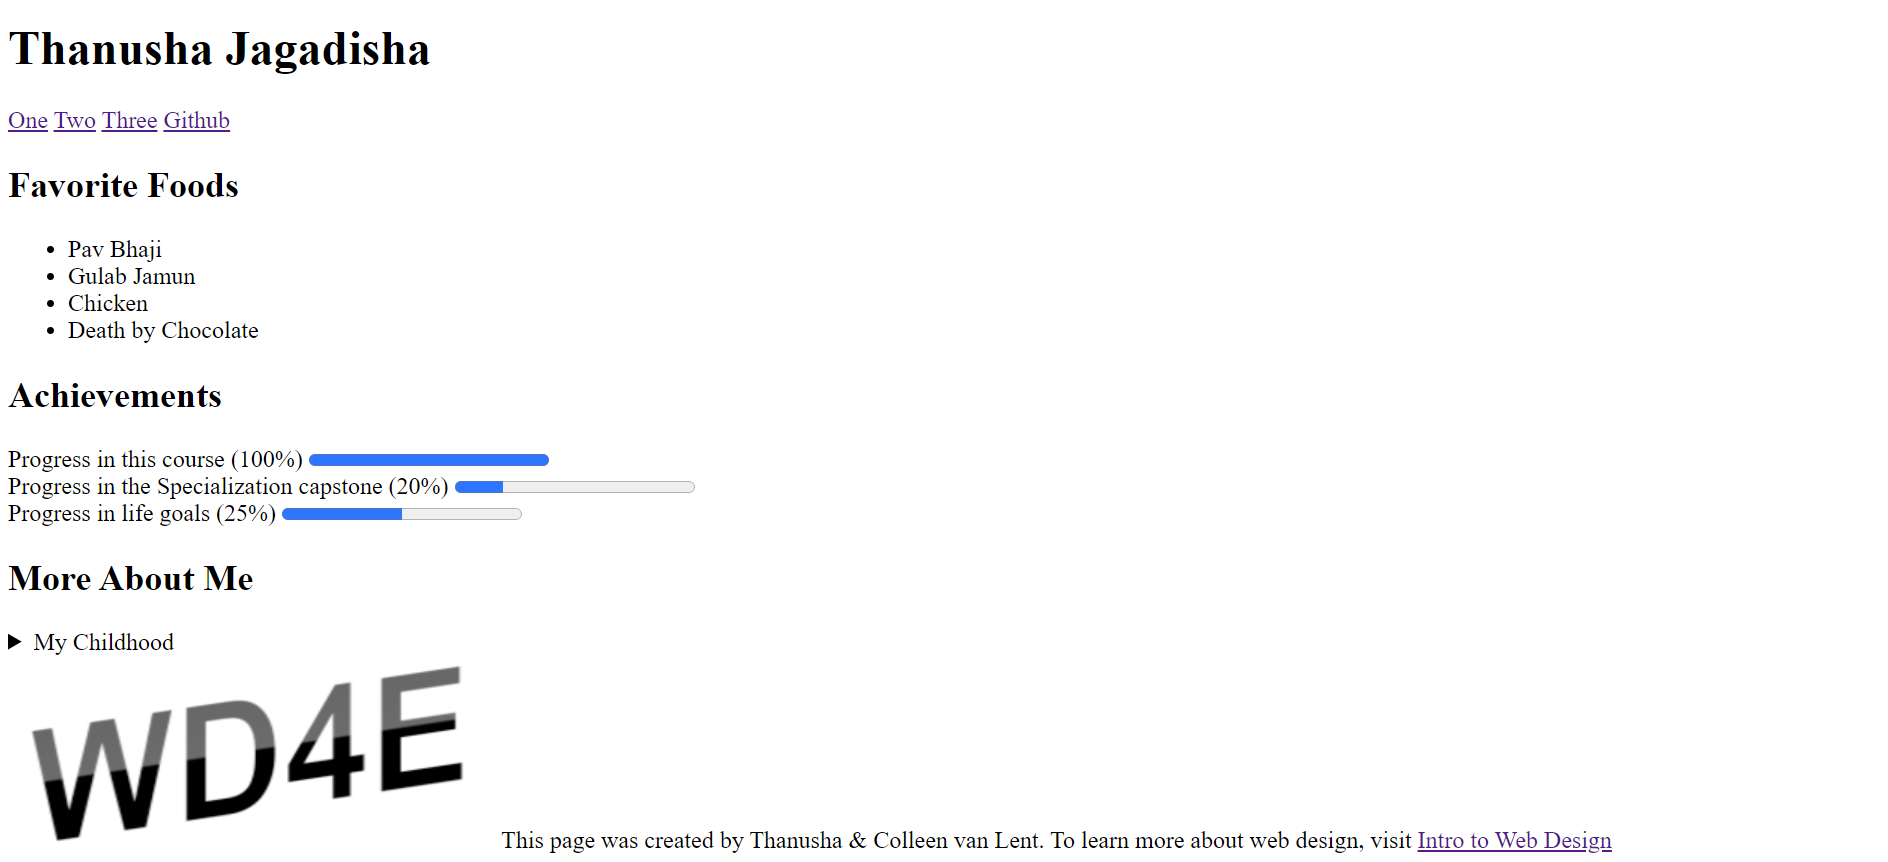 Thanusha Jagadisha
One Two Three Github
Favorite Foods
Pav Bhaji
Gulab Jamun
Chicken
Death by Chocolate
Achievements
Progress in this course (100%)
Progress in the Specialization capstone (20%)
Progress in life goals (25%)
More About Me
My Childhood
WD4E
This page was created by Thanusha & Colleen van Lent. To learn more about web design, visit Intro to Web Design